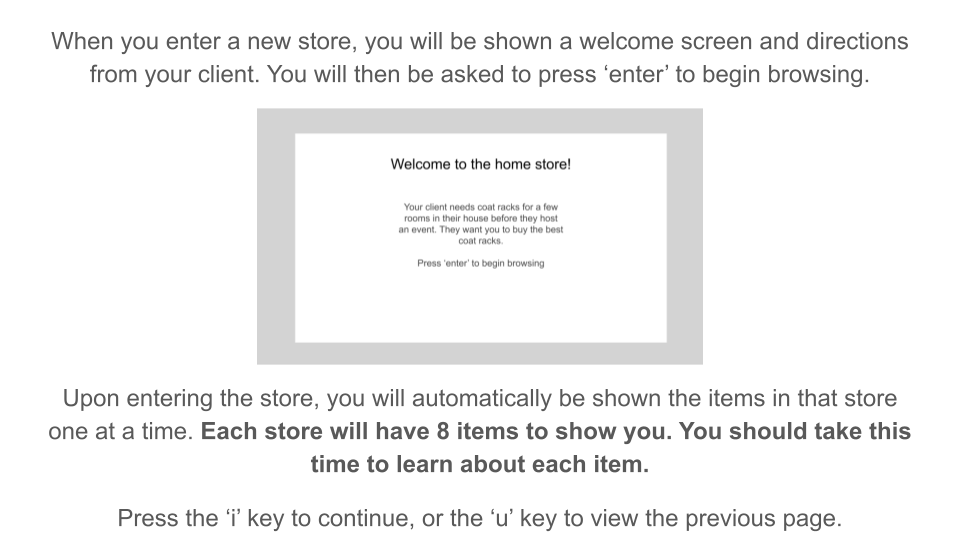 When you enter a new store, you will be shown a welcome screen and directions
from your client. You will then be asked to press ‘enter’ to begin browsing.
Welcome to the home store!
Your client needs coat racks for a few
rooms in their house before they host
an event. They want you to buy the best
coat racks.
Press ‘enter’ to begin browsing
Upon entering the store, you will automatically be shown the items in that store
one at a time. Each store will have 8 items to show you. You should take this
time to learn about each item.
Press the ‘i’ key to continue, or the ‘u’ key to view the previous page.